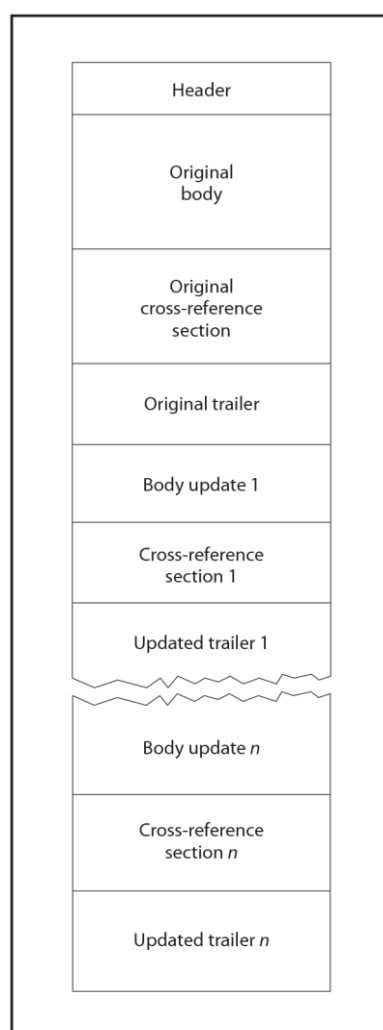 Header
Original
body
Original
cross-reference
section
Original trailer
Body update 1
Cross-reference
section 1
Updated trailer 1
Body update n
Cross-reference
section n
Updated trailer n